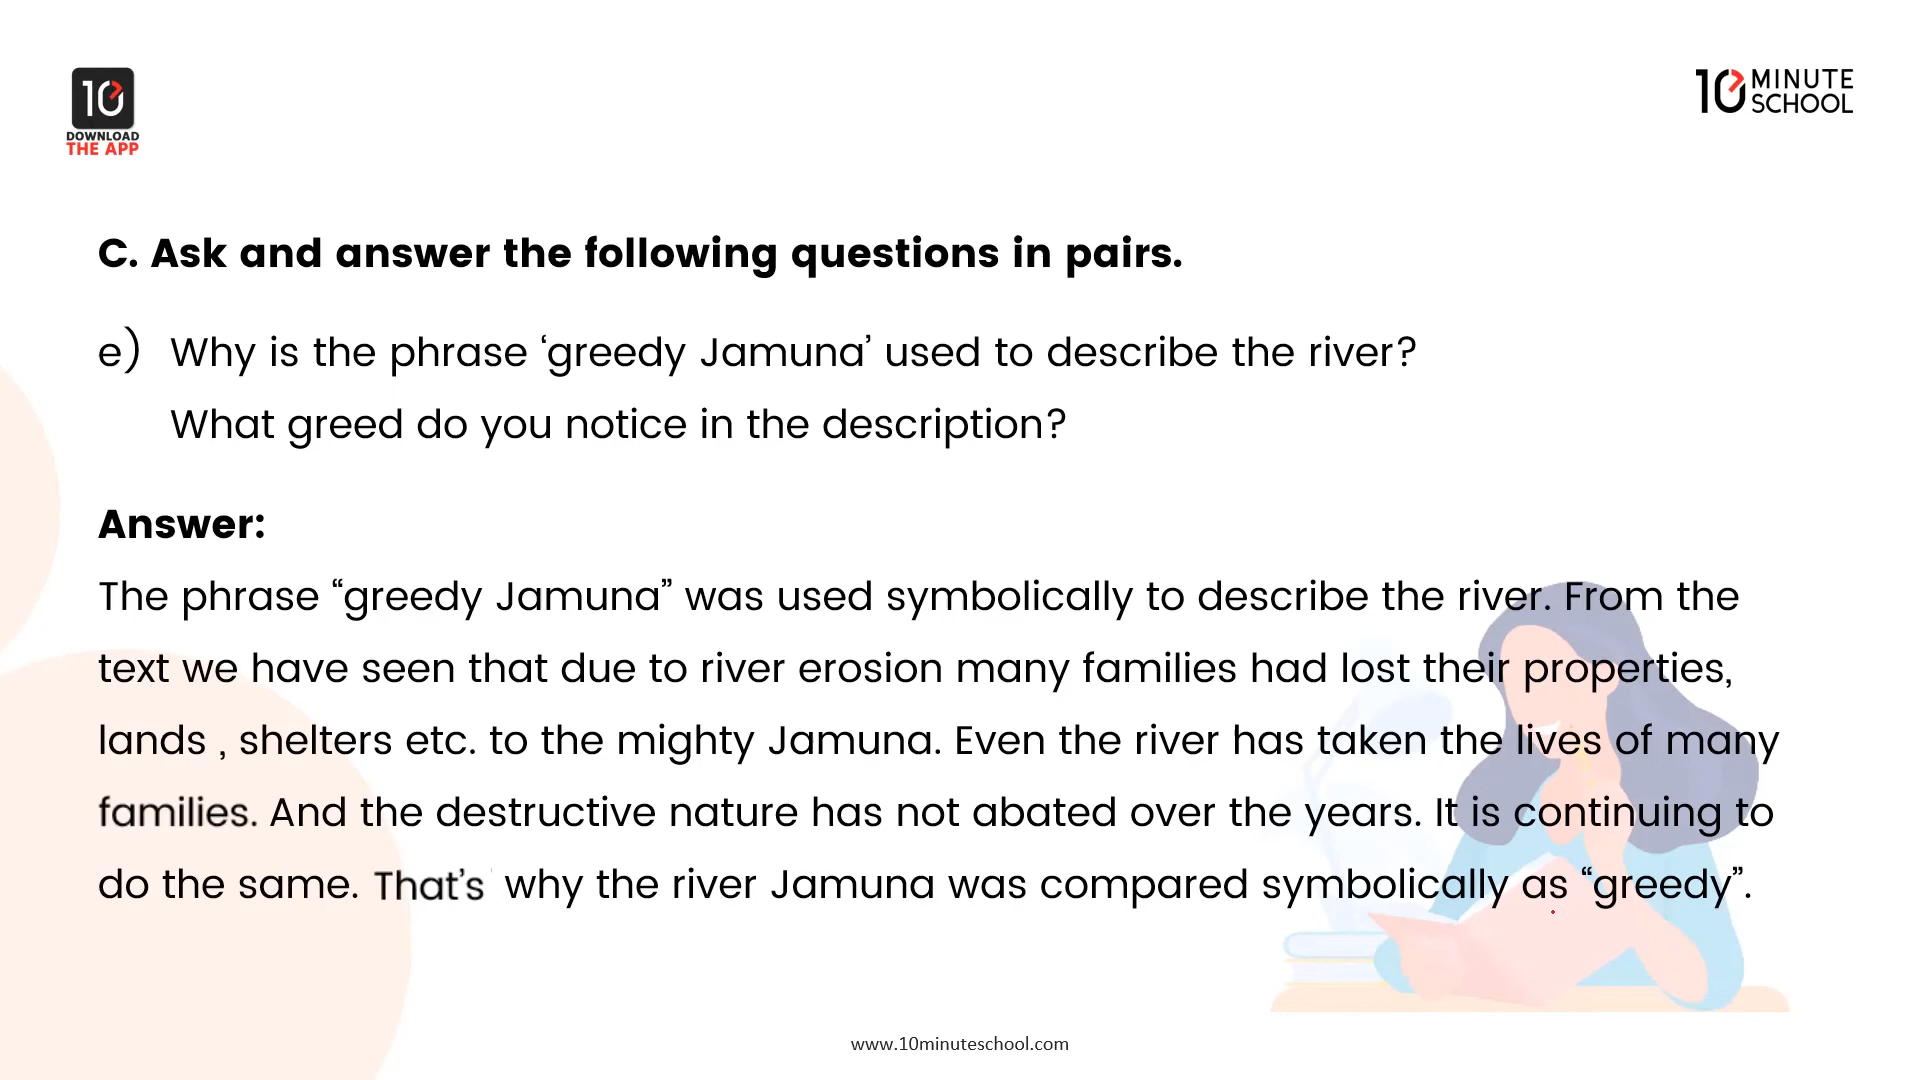 10
DOWNLOAD
THE APP
10 MINUTE
SCHOOL
C. Ask and answer the following questions in pairs.
e) Why is the phrase ‘greedy Jamuna’ used to describe the river?
What greed do you notice in the description?
Answer:
The phrase “greedy Jamuna” was used symbolically to describe the river. From the
text we have seen that due to river erosion many families had lost their properties,
lands , shelters etc. to the mighty Jamuna. Even the river has taken the lives of many
families. And the destructive nature has not abated over the years. It is continuing to
do the same. That’s why the river Jamuna was compared symbolically as “greedy”.
www.10minuteschool.com